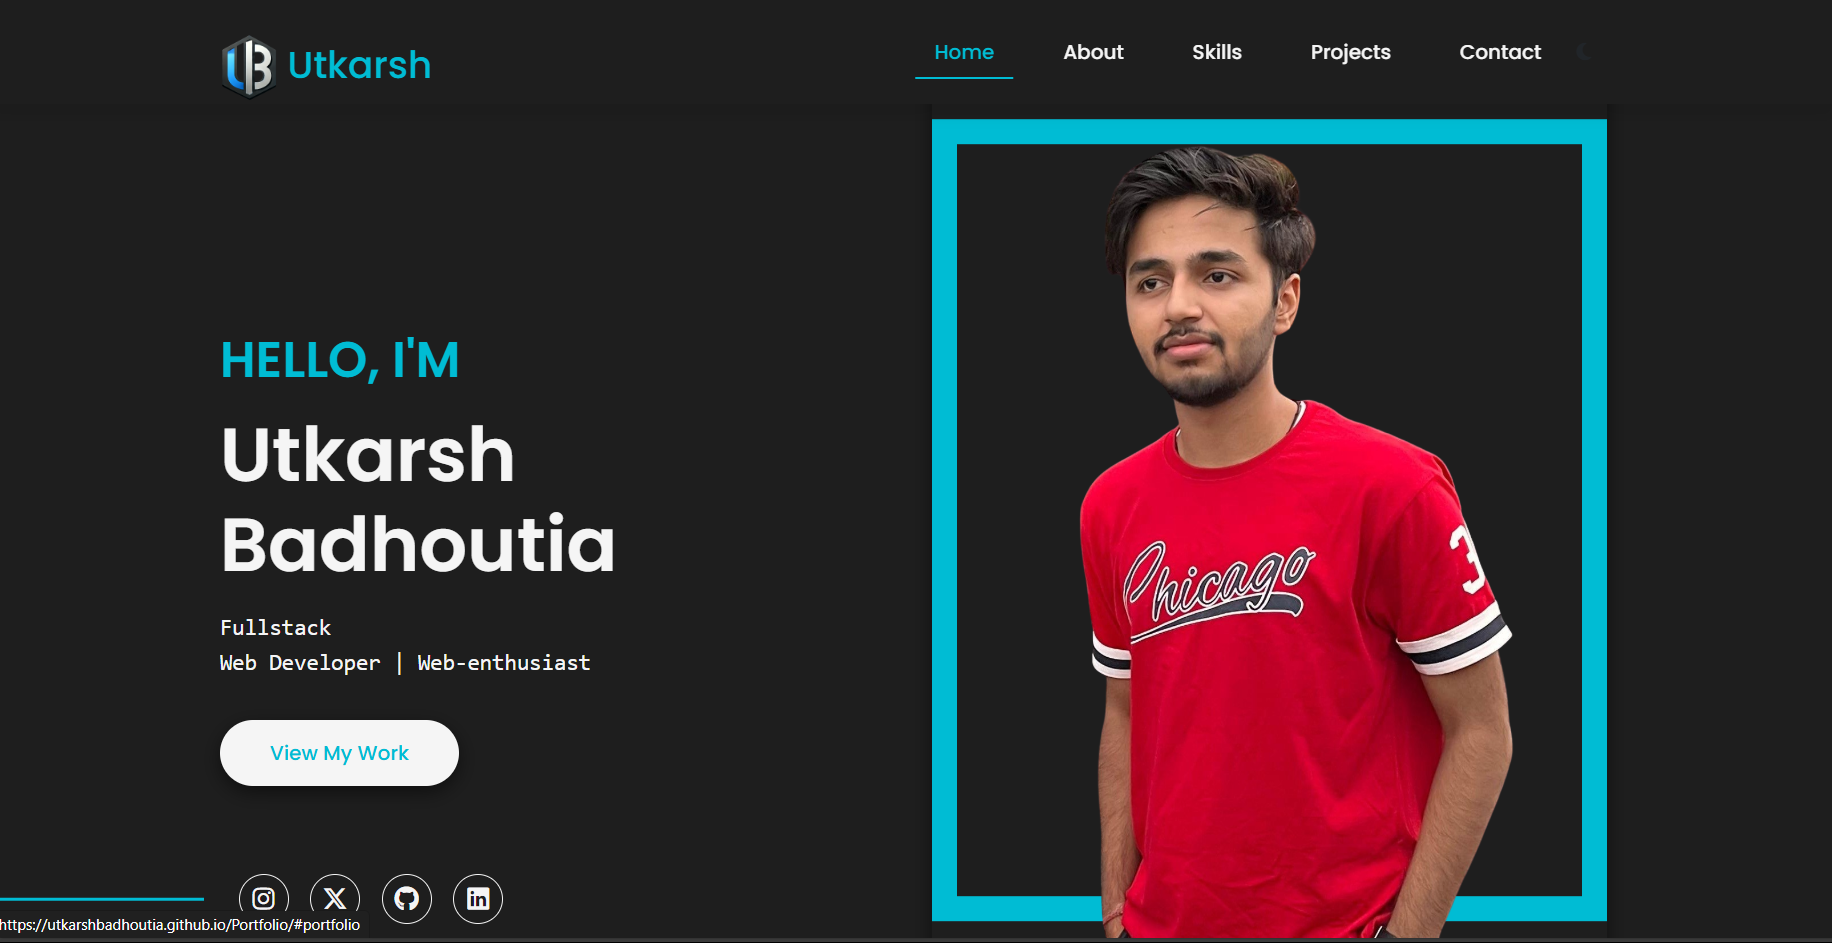 UB Utkarsh
Home About Skills Projects Contact
HELLO, I'M
Utkarsh
Badhoutia
Fullstack
Web Developer | Web-enthusiast
View My Work
Chicago
3
https://utkarshbadhoutia.github.io/Portfolio/#portfolio